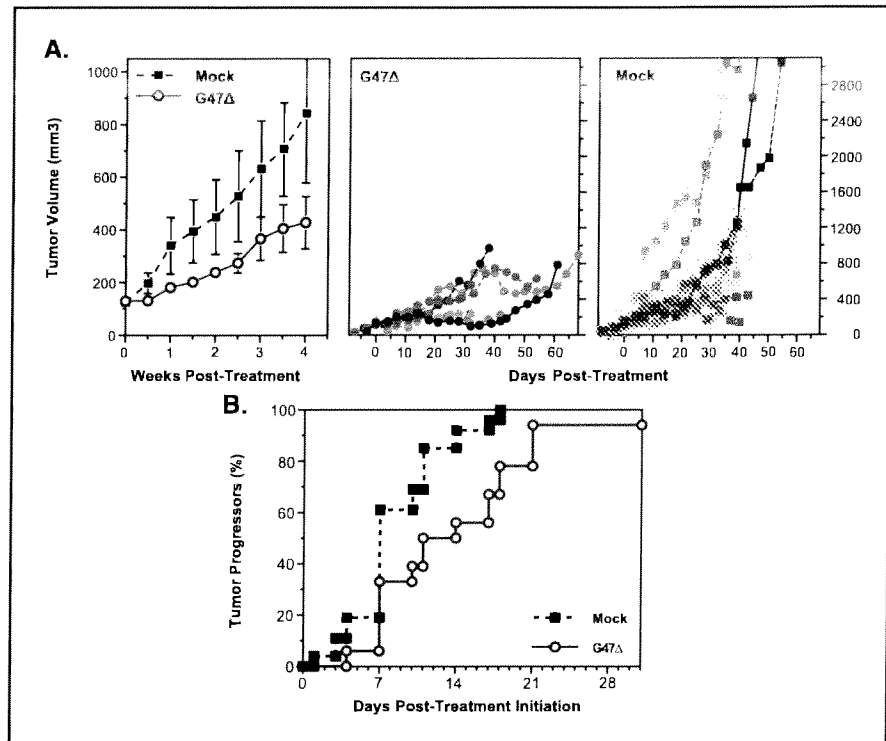 A.
Tumor Volume (mm3)
1000
800
600
400
200
0
Mock
G47Δ
0 1 2 3 4
Weeks Post-Treatment
G47Δ
0 10 20 30 40 50 60
Mock
0 10 20 30 40 50 60
2800
2400
2000
1600
1200
800
400
0
Days Post-Treatment
B.
Tumor Progressors (%)
100
80
60
40
20
0
Mock
G47Δ
0 7 14 21 28
Days Post-Treatment Initiation